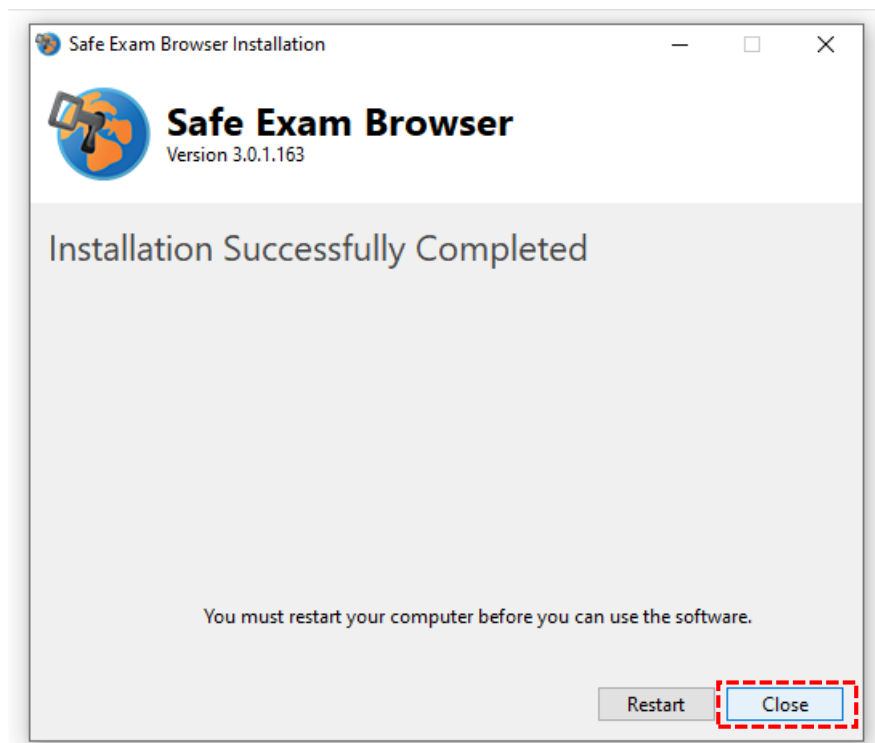 Safe Exam Browser Installation
Safe Exam Browser
Version 3.0.1.163
Installation Successfully Completed
You must restart your computer before you can use the software.
Restart
Close